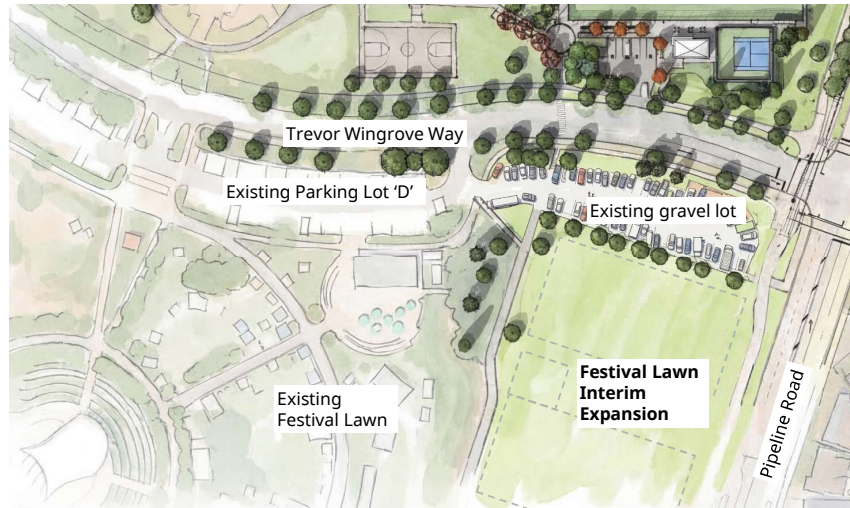 Trevor Wingrove Way
Existing Parking Lot ‘D’
Existing gravel lot
Festival Lawn
Interim
Expansion
Existing
Festival Lawn
Pipeline Road